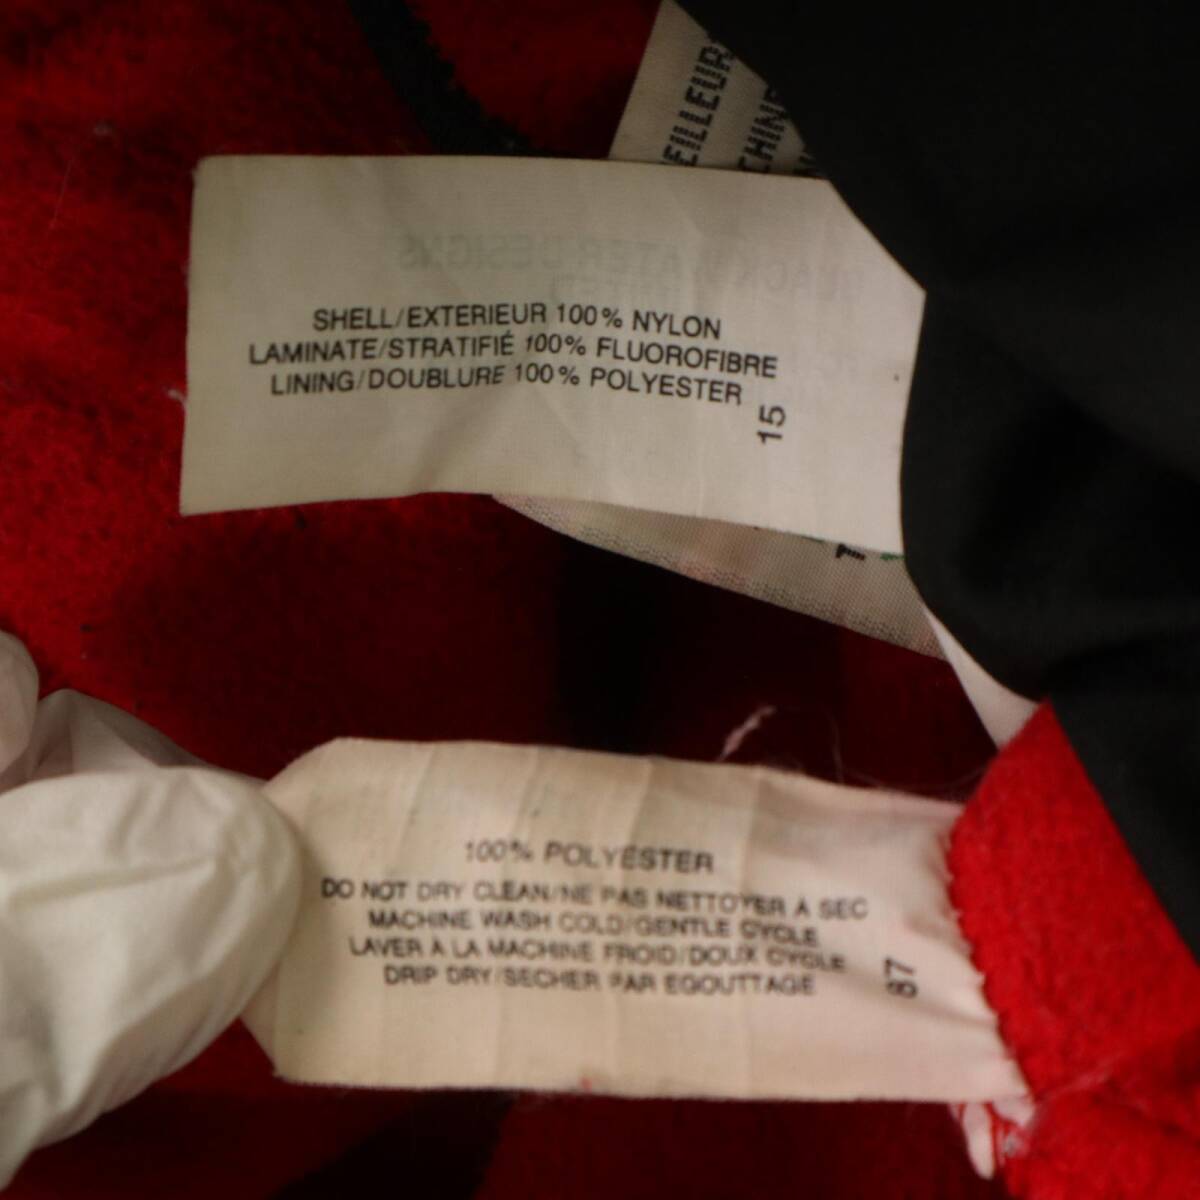 SHELL/EXTERIEUR 100% NYLON
LAMINATE/STRATIFIÉ 100% FLUOROFIBRE
LINING/DOUBLURE 100% POLYESTER
15
100% POLYESTER
DO NOT DRY CLEAN/NE PAS NETTOYER À SEC
MACHINE WASH COLD/GENTLE CYCLE
LAVER À LA MACHINE FROID/DOUX CYCLE
DRIP DRY/SECHER PAR EGOUTTAGE
87